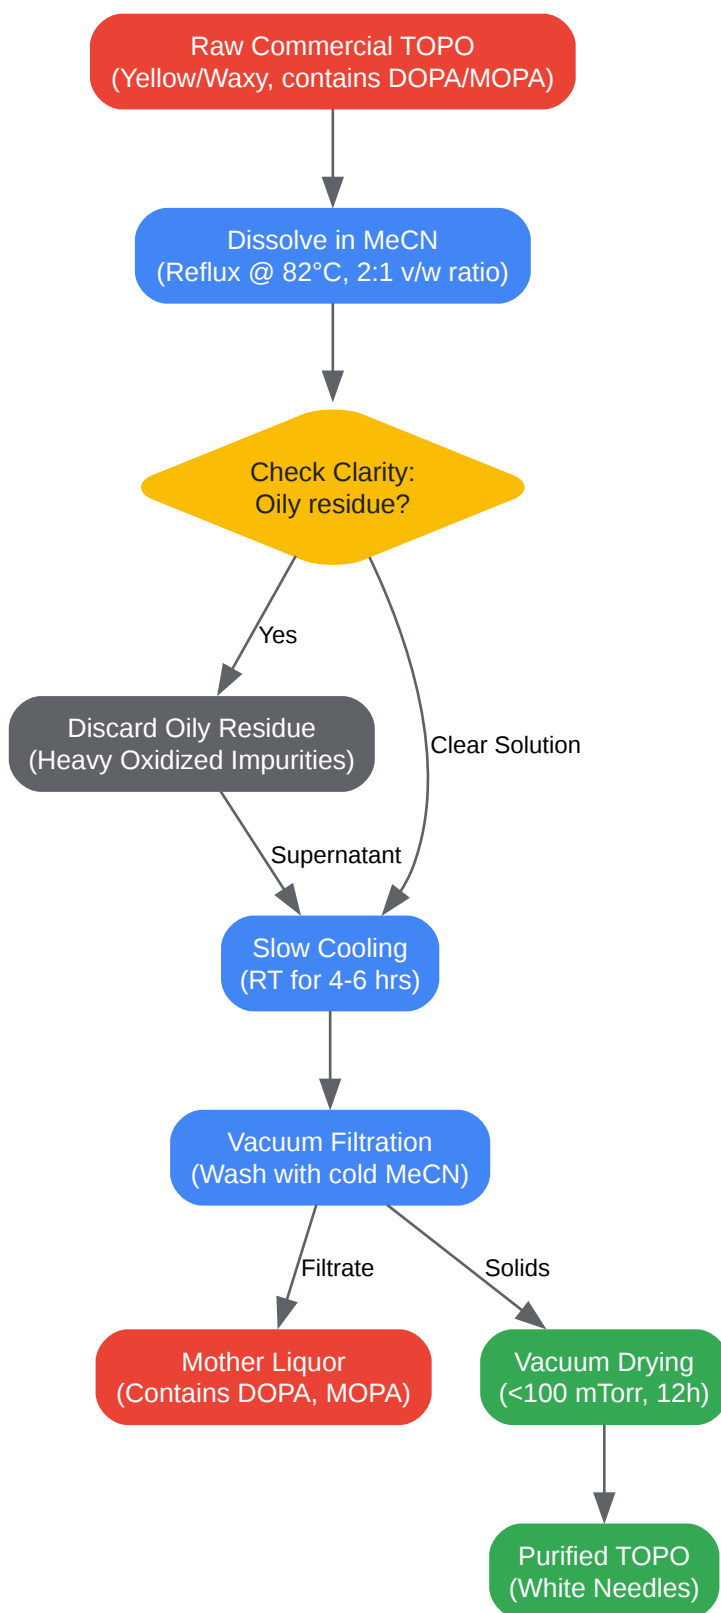 Raw Commercial TOPO
(Yellow/Waxy, contains DOPA/MOPA)
Dissolve in MeCN
(Reflux @ 82°C, 2:1 v/w ratio)
Check Clarity:
Oily residue?
Yes
Discard Oily Residue
(Heavy Oxidized Impurities)
Clear Solution
Supernatant
Slow Cooling
(RT for 4-6 hrs)
Vacuum Filtration
(Wash with cold MeCN)
Filtrate
Solids
Mother Liquor
(Contains DOPA, MOPA)
Vacuum Drying
(<100 mTorr, 12h)
Purified TOPO
(White Needles)